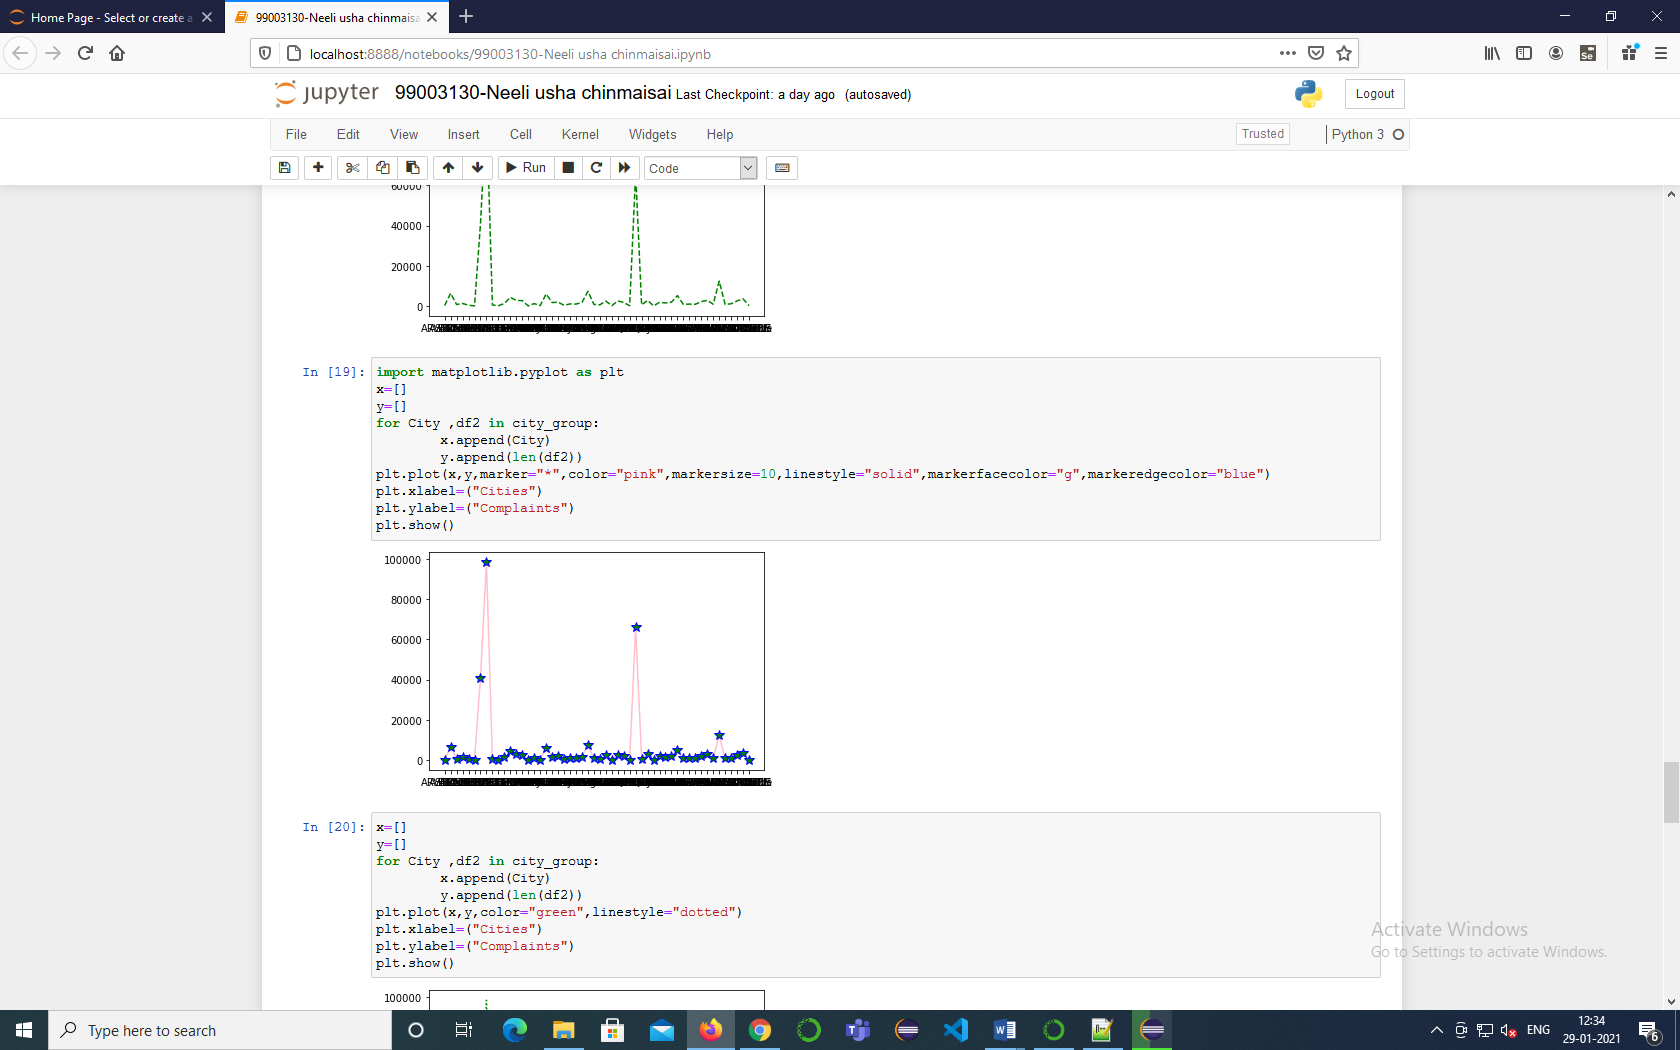 Home Page - Select or create a
99003130-Neeli usha chinmaisa
localhost:8888/notebooks/99003130-Neeli usha chinmaisai.ipynb
Se
jupyter 99003130-Neeli usha chinmaisai Last Checkpoint: a day ago (autosaved)
Logout
File Edit View Insert Cell Kernel Widgets Help
Trusted
Python 3
Run
Code
60000
40000
20000
0
In [19]:
import matplotlib.pyplot as plt
x=[]
y=[]
for City ,df2 in city_group:
x.append(City)
y.append(len(df2))
plt.plot(x,y,marker="*",color="pink",markersize=10,linestyle="solid",markerfacecolor="g",markeredgecolor="blue")
plt.xlabel=("Cities")
plt.ylabel=("Complaints")
plt.show()
100000
80000
60000
40000
20000
0
In [20]:
x=[]
y=[]
for City ,df2 in city_group:
x.append(City)
y.append(len(df2))
plt.plot(x,y,color="green",linestyle="dotted")
plt.xlabel=("Cities")
plt.ylabel=("Complaints")
plt.show()
100000
Activate Windows
Go to Settings to activate Windows.
Type here to search
ENG
12:34
29-01-2021
6